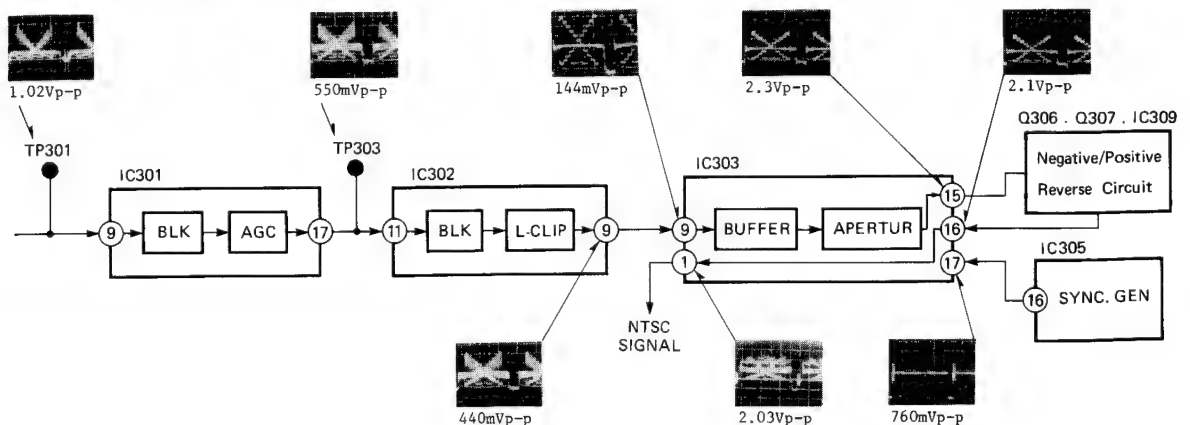 1.02Vp-p
550mVp-p
144mVp-p
2.3Vp-p
2.1Vp-p
TP301
TP303
Q306 . Q307 . IC309
Negative/Positive
Reverse Circuit
IC301
IC302
IC303
9
BLK
AGC
17
11
BLK
L-CLIP
9
9
BUFFER
APERTUR
15
16
1
17
IC305
16
SYNC. GEN
NTSC
SIGNAL
440mVp-p
2.03Vp-p
760mVp-p